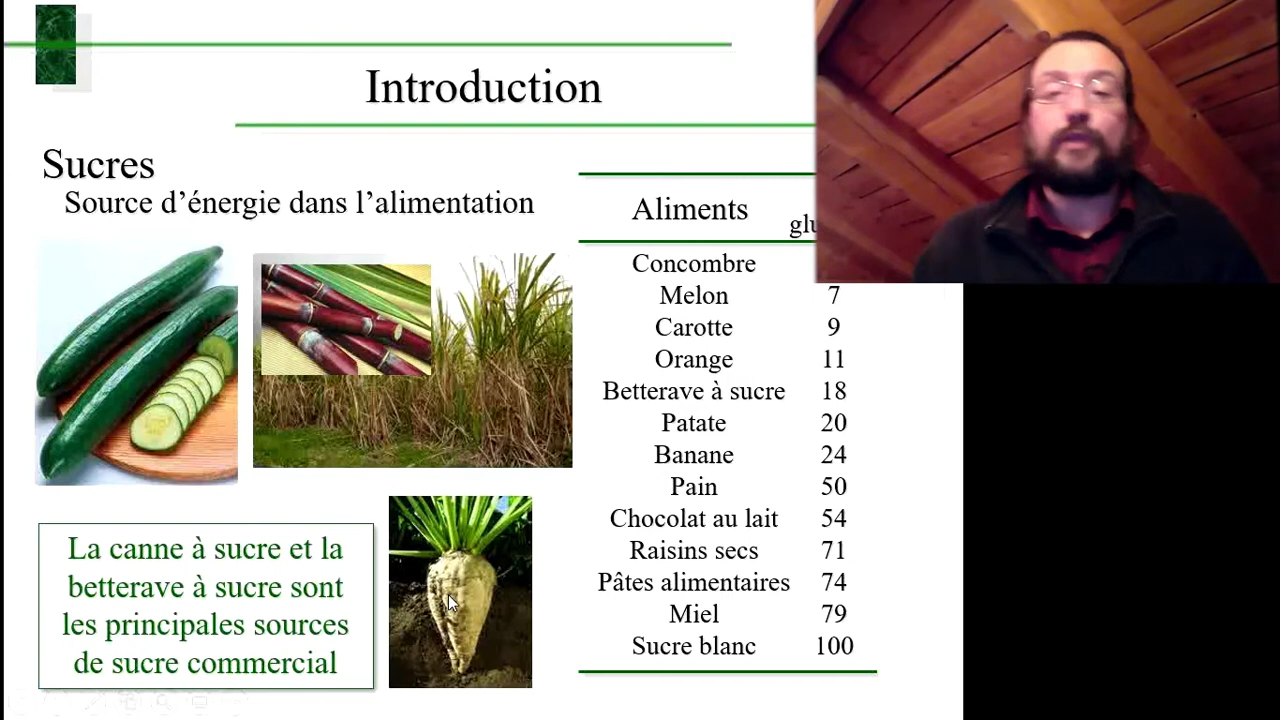 Introduction
Sucres
Source d’énergie dans l’alimentation
Aliments
Concombre
Melon 7
Carotte 9
Orange 11
Betterave à sucre 18
Patate 20
Banane 24
Pain 50
Chocolat au lait 54
Raisins secs 71
Pâtes alimentaires 74
Miel 79
Sucre blanc 100
La canne à sucre et la
betterave à sucre sont
les principales sources
de sucre commercial